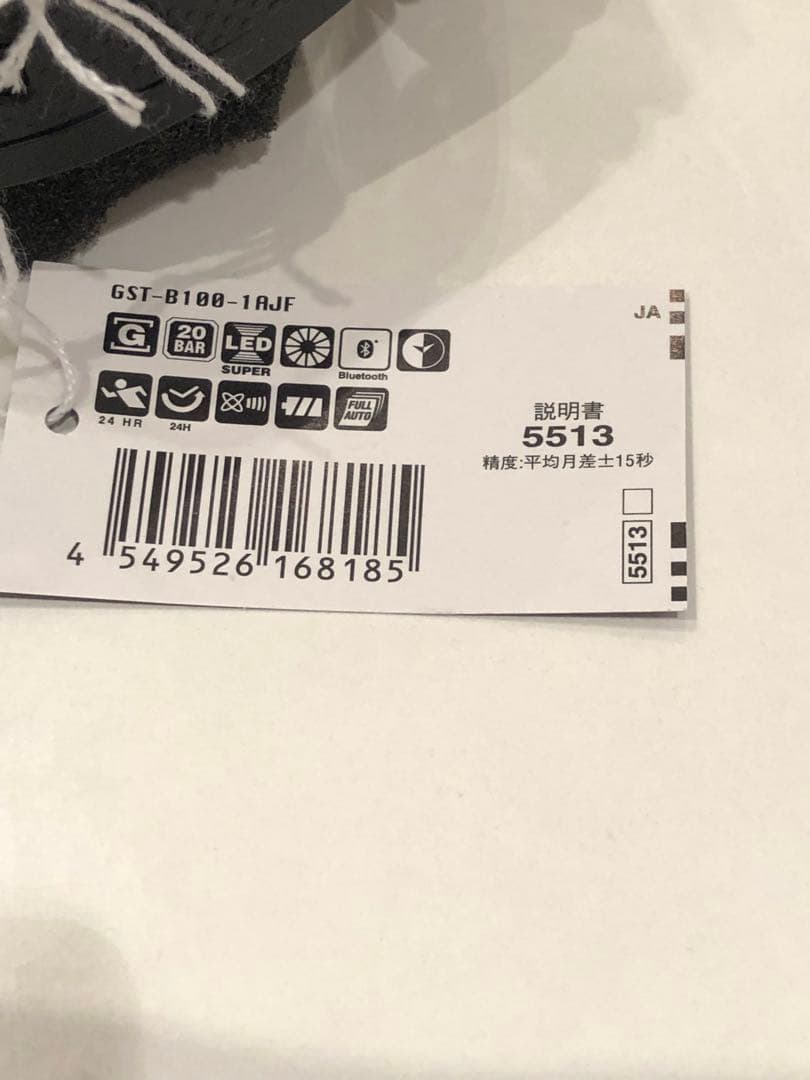 GST-B100-1AJF
JA
G
20 BAR
LED
SUPER
Bluetooth
24 HR
24H
FULL AUTO
説明書
5513
精度:平均月差±15秒
5513
4 549526 168185